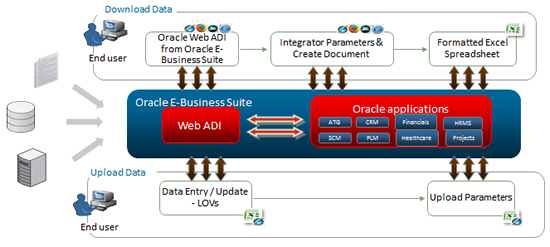 Download Data
End user
Oracle Web ADI
from Oracle E-
Business Suite
Integrator Parameters &
Create Document
Formatted Excel
Spreadsheet
Oracle E-Business Suite
Web ADI
Oracle applications
ATG
CRM
Financials
HRMS
SCM
PLM
Healthcare
Projects
Upload Data
End user
Data Entry / Update
- LOVs
Upload Parameters